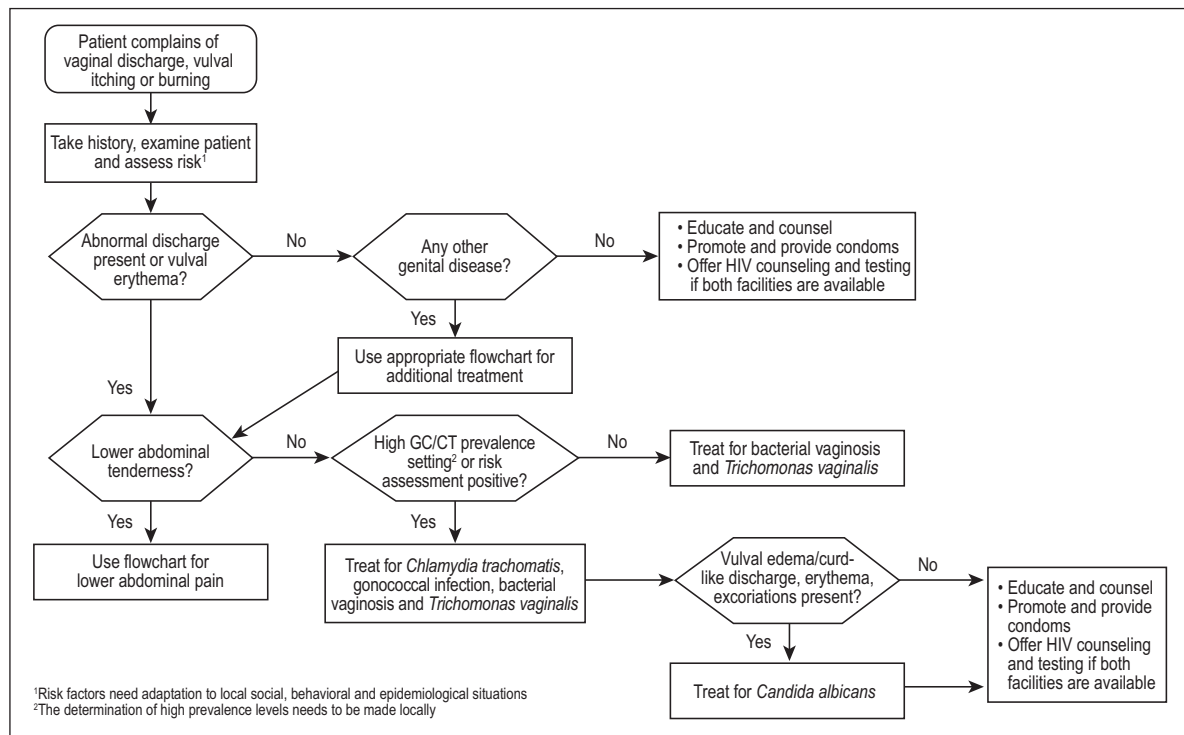 Patient complains of
vaginal discharge, vulval
itching or burning
Take history, examine patient
and assess risk¹
Abnormal discharge
present or vulval
erythema?
No
Any other
genital disease?
No
• Educate and counsel
• Promote and provide condoms
• Offer HIV counseling and testing
if both facilities are available
Yes
Use appropriate flowchart for
additional treatment
Yes
Lower abdominal
tenderness?
No
High GC/CT prevalence
setting² or risk
assessment positive?
No
Treat for bacterial vaginosis
and Trichomonas vaginalis
Yes
Use flowchart for
lower abdominal pain
Yes
Treat for Chlamydia trachomatis,
gonococcal infection, bacterial
vaginosis and Trichomonas vaginalis
Vulval edema/curd-
like discharge, erythema,
excoriations present?
No
• Educate and counsel
• Promote and provide
condoms
• Offer HIV counseling
and testing if both
facilities are available
Yes
Treat for Candida albicans
¹Risk factors need adaptation to local social, behavioral and epidemiological situations
²The determination of high prevalence levels needs to be made locally